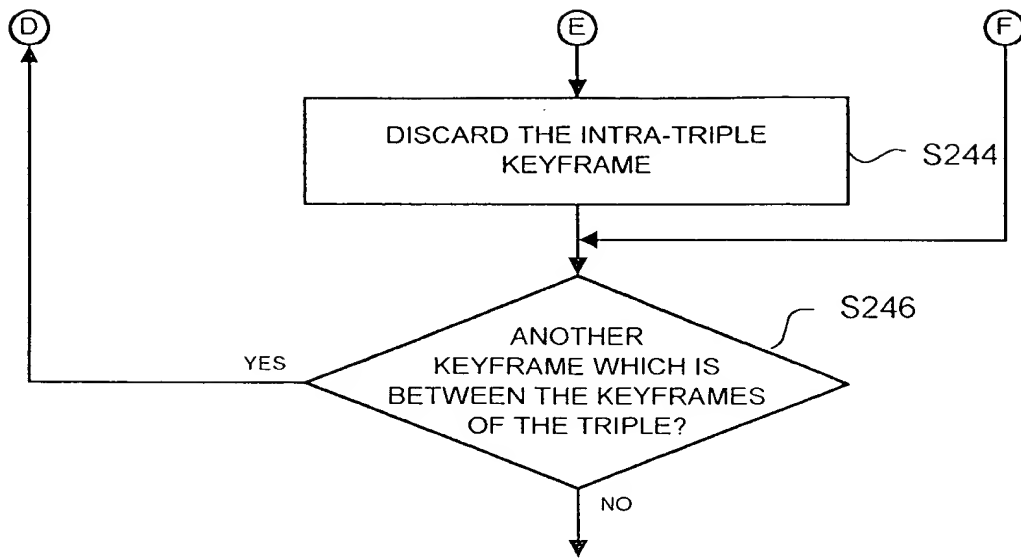 D
E
F
DISCARD THE INTRA-TRIPLE
KEYFRAME
S244
S246
ANOTHER
KEYFRAME WHICH IS
BETWEEN THE KEYFRAMES
OF THE TRIPLE?
YES
NO